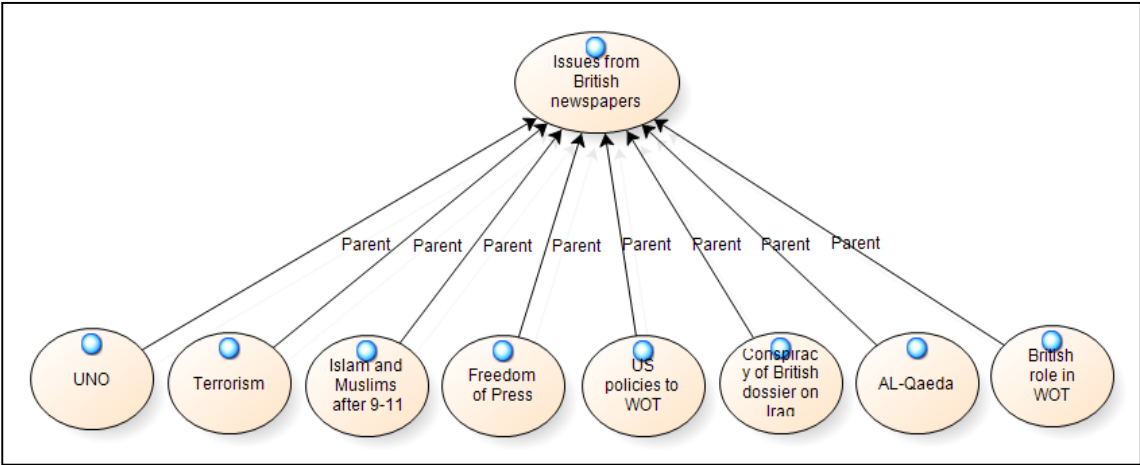 Issues from
British
newspapers
Parent Parent Parent Parent Parent Parent Parent Parent
UNO
Terrorism
Islam and
Muslims
after 9-11
Freedom
of Press
US
policies to
WOT
Conspirac
y of British
dossier on
Iraq
AL-Qaeda
British
role in
WOT